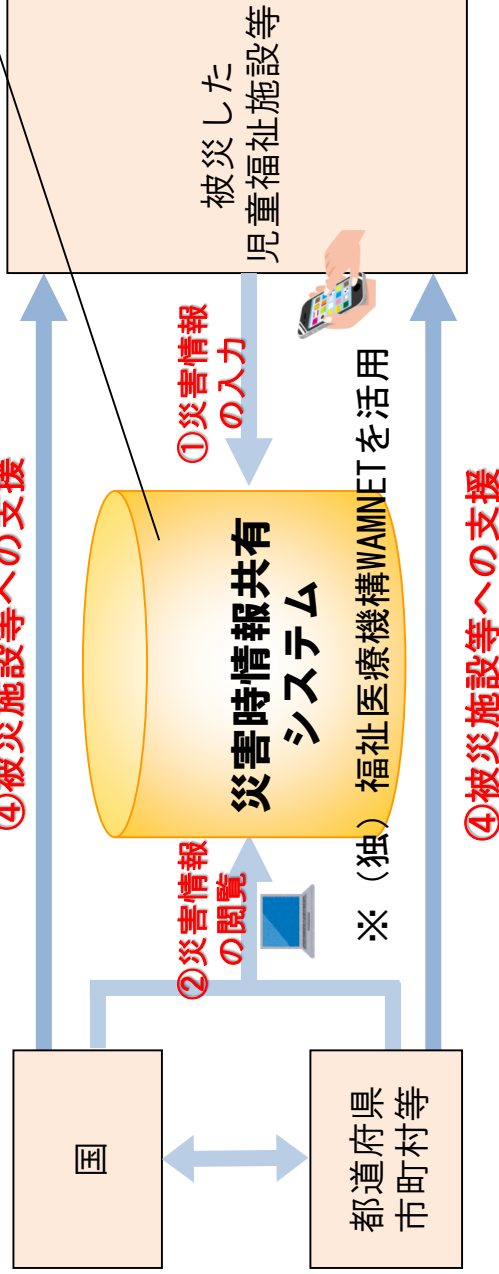 ④被災施設等への支援
国
都道府県
市町村等
②災害情報
の閲覧
災害時情報共有
システム
※（独）福祉医療機構WAMNETを活用
①災害情報
の入力
被災した
児童福祉施設等
④被災施設等への支援